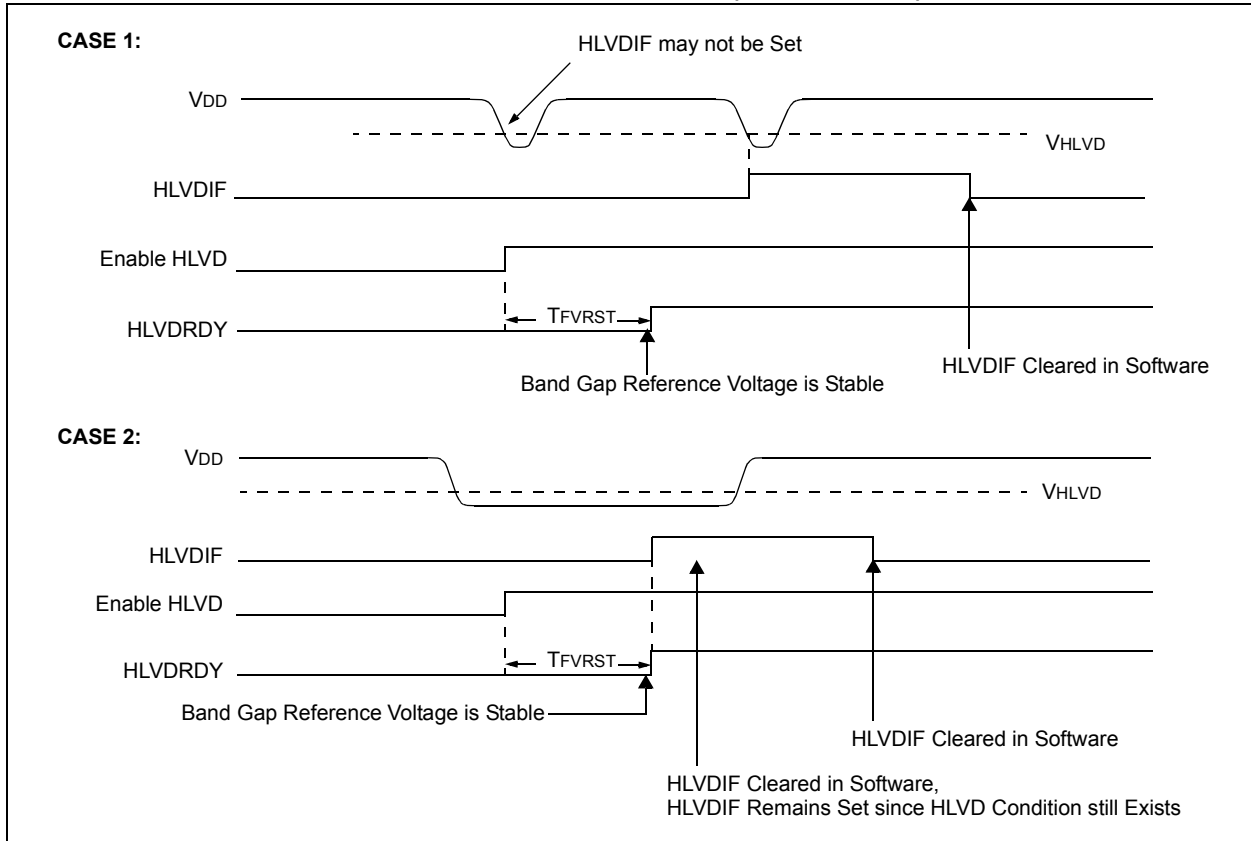 CASE 1:
HLVDIF may not be Set
VDD
VHLVD
HLVDIF
Enable HLVD
TFVRST
HLVDRDY
HLVDIF Cleared in Software
Band Gap Reference Voltage is Stable
CASE 2:
VDD
VHLVD
HLVDIF
Enable HLVD
TFVRST
HLVDRDY
Band Gap Reference Voltage is Stable
HLVDIF Cleared in Software
HLVDIF Cleared in Software,
HLVDIF Remains Set since HLVD Condition still Exists